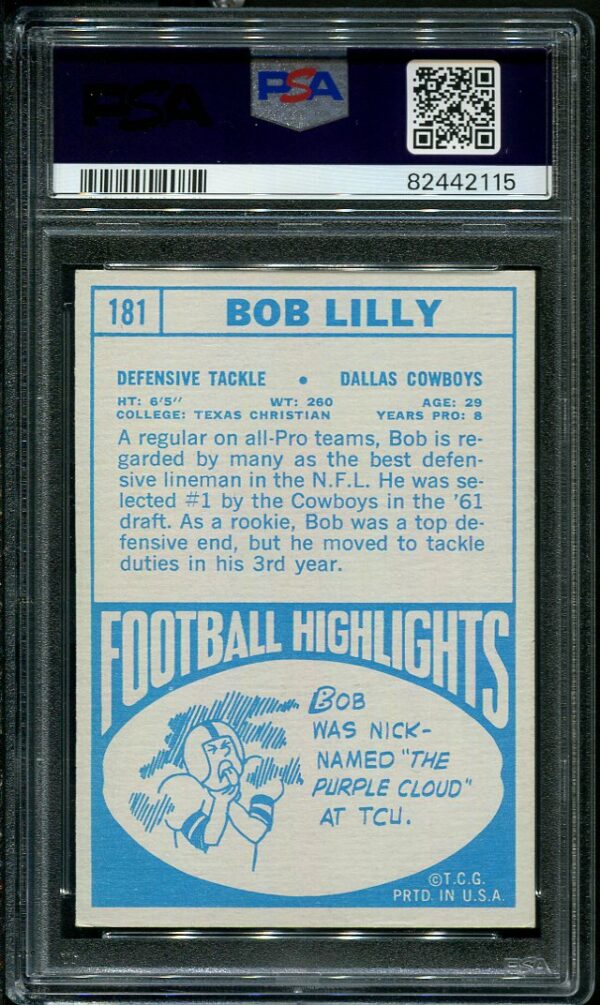 PSA
PSA
82442115
181
BOB LILLY
DEFENSIVE TACKLE • DALLAS COWBOYS
HT: 6'5" WT: 260 AGE: 29
COLLEGE: TEXAS CHRISTIAN YEARS PRO: 8
A regular on all-Pro teams, Bob is re-
garded by many as the best defen-
sive lineman in the N.F.L. He was se-
lected #1 by the Cowboys in the '61
draft. As a rookie, Bob was a top de-
fensive end, but he moved to tackle
duties in his 3rd year.
FOOTBALL HIGHLIGHTS
BOB
WAS NICK-
NAMED "THE
PURPLE CLOUD"
AT TCU.
©T.C.G.
PRTD. IN U.S.A.
PSA